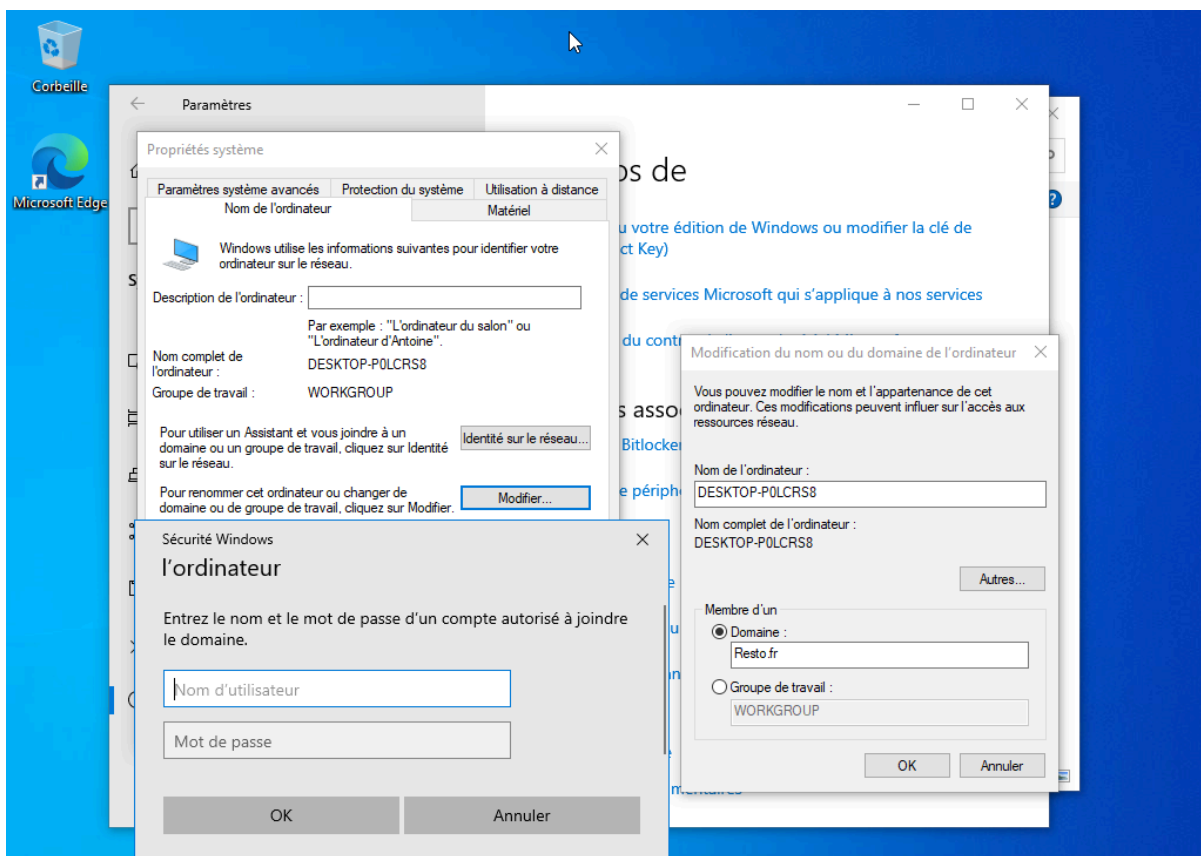 Corbeille
Microsoft Edge
Paramètres
Propriétés système
Paramètres système avancés
Protection du système
Utilisation à distance
Nom de l'ordinateur
Matériel
Windows utilise les informations suivantes pour identifier votre
ordinateur sur le réseau.
Description de l'ordinateur :
Par exemple : "L'ordinateur du salon" ou
"L'ordinateur d'Antoine".
Nom complet de
l'ordinateur :
DESKTOP-P0LCRS8
Groupe de travail :
WORKGROUP
Pour utiliser un Assistant et vous joindre à un
domaine ou un groupe de travail, cliquez sur Identité
sur le réseau.
Identité sur le réseau...
Pour renommer cet ordinateur ou changer de
domaine ou de groupe de travail, cliquez sur Modifier.
Modifier...
os de
votre édition de Windows ou modifier la clé de
ct Key)
de services Microsoft qui s'applique à nos services
du cont
s asso
Bitlocker
e périph
Sécurité Windows
l'ordinateur
Entrez le nom et le mot de passe d'un compte autorisé à joindre
le domaine.
Nom d'utilisateur
Mot de passe
OK
Annuler
Modification du nom ou du domaine de l'ordinateur
Vous pouvez modifier le nom et l'appartenance de cet
ordinateur. Ces modifications peuvent influer sur l'accès aux
ressources réseau.
Nom de l'ordinateur :
DESKTOP-P0LCRS8
Nom complet de l'ordinateur :
DESKTOP-P0LCRS8
Autres...
Membre d'un
Domaine :
Resto.fr
Groupe de travail :
WORKGROUP
OK
Annuler